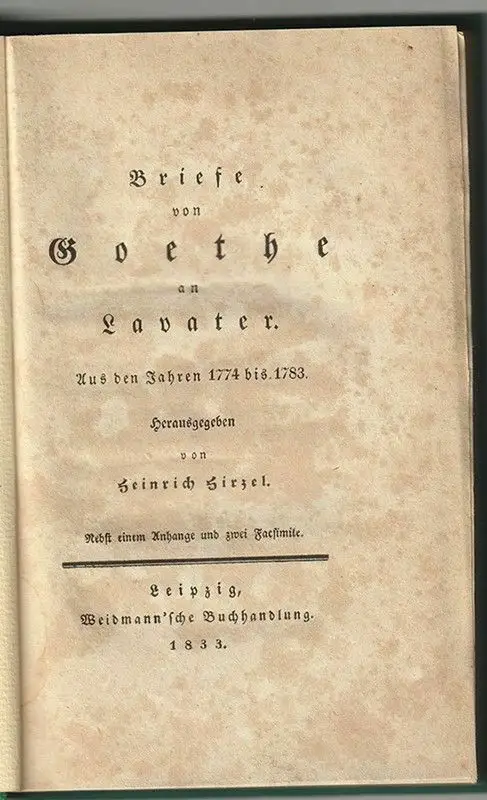 Briefe
von
Goethe
an
Lavater.
Aus den Jahren 1774 bis 1783.
Herausgegeben
von
Heinrich Hirzel.
Nebst einem Anhange und zwei Facsimile.
Leipzig,
Weidmann'sche Buchhandlung.
1833.